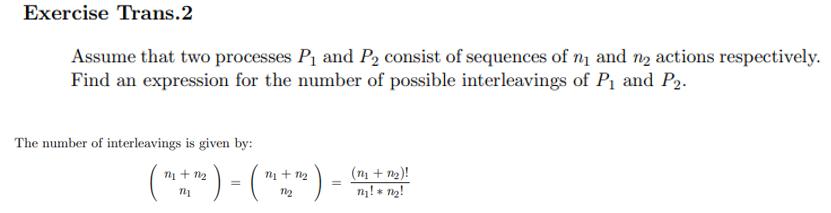 Exercise Trans.2
Assume that two processes P₁ and P₂ consist of sequences of n₁ and n₂ actions respectively.
Find an expression for the number of possible interleavings of P₁ and P₂.
The number of interleavings is given by:
( n₁ + n₂ ) = ( n₁ + n₂ ) = (n₁ + n₂)!
n₁ n₂ n₁! * n₂!